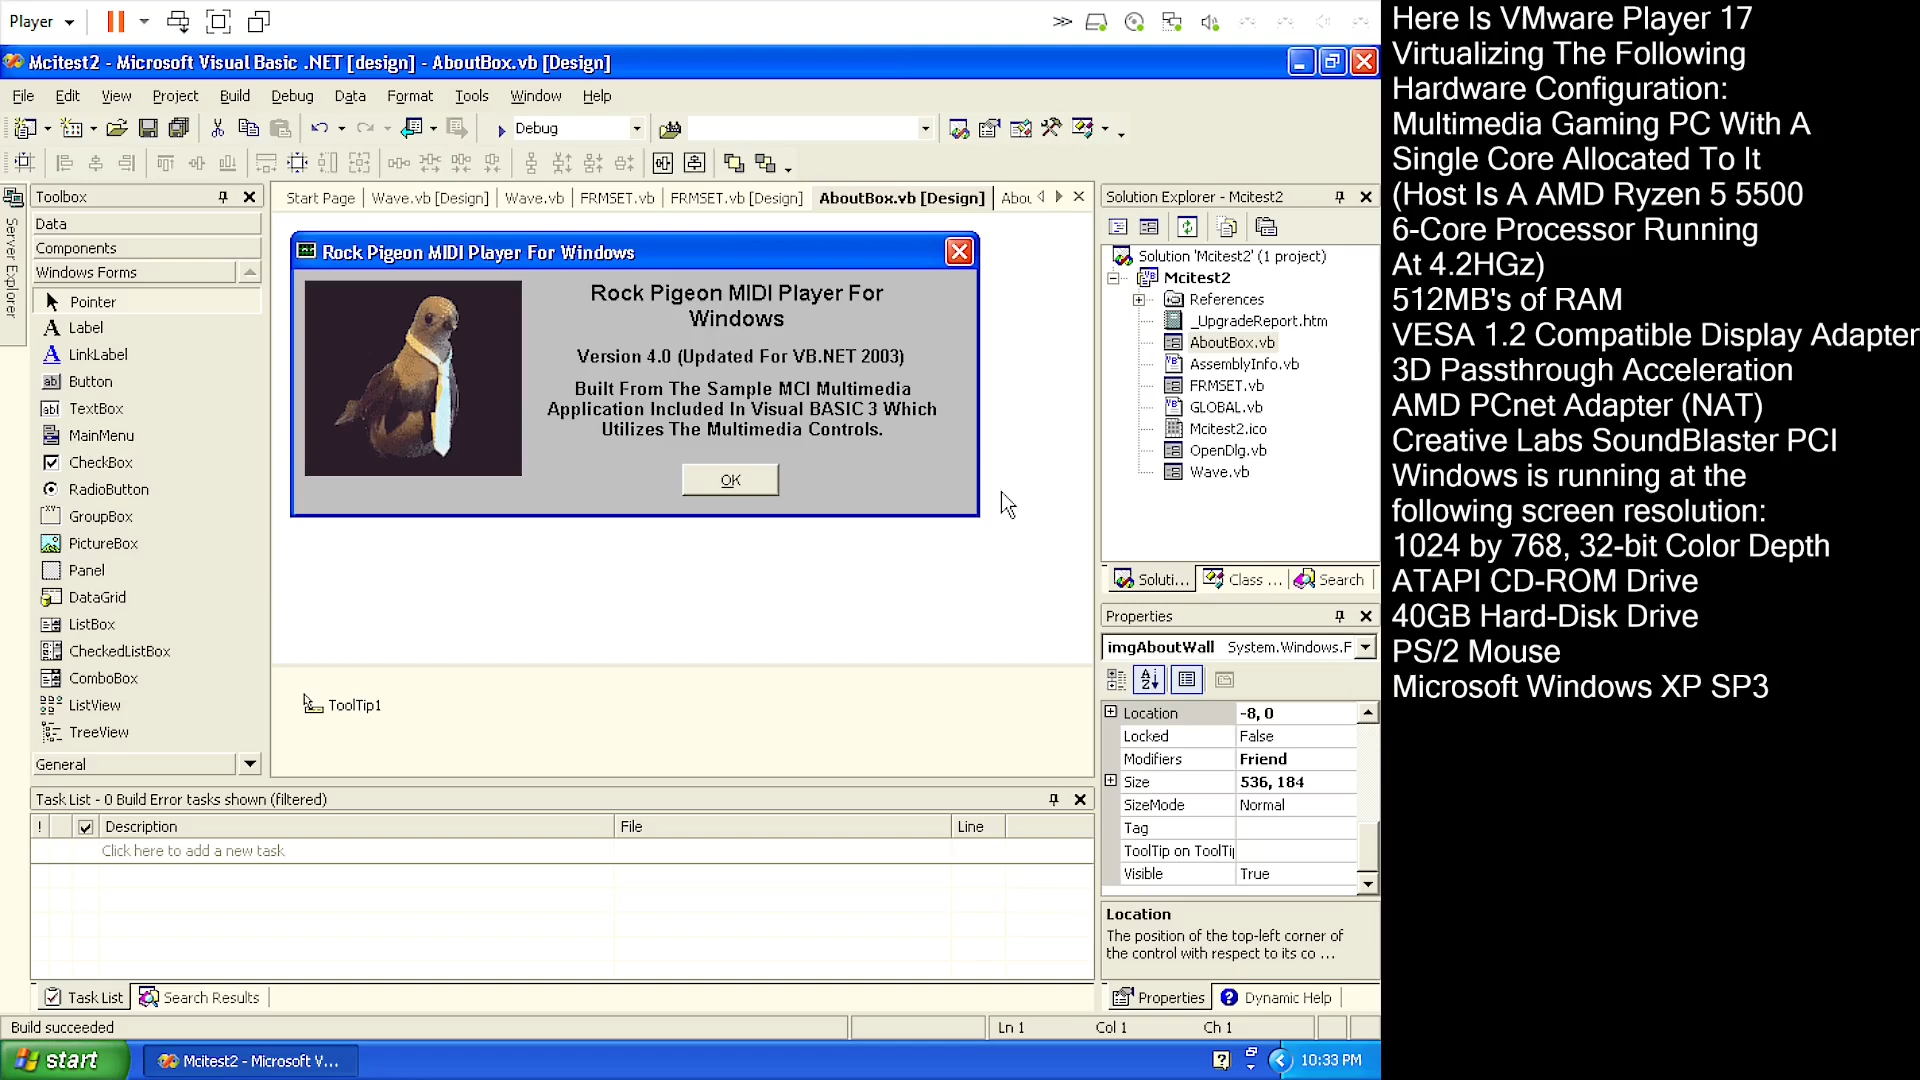 Player
Mcitest2 - Microsoft Visual Basic .NET [design] - AboutBox.vb [Design]
File Edit View Project Build Debug Data Format Tools Window Help
Debug
Server Explorer
Toolbox
Data
Components
Windows Forms
Pointer
Label
LinkLabel
Button
TextBox
MainMenu
CheckBox
RadioButton
GroupBox
PictureBox
Panel
DataGrid
ListBox
CheckedListBox
ComboBox
ListView
TreeView
General
Start Page Wave.vb [Design] Wave.vb FRMSET.vb FRMSET.vb [Design] AboutBox.vb [Design] Abou
Rock Pigeon MIDI Player For Windows
Rock Pigeon MIDI Player For
Windows
Version 4.0 (Updated For VB.NET 2003)
Built From The Sample MCI Multimedia
Application Included In Visual BASIC 3 Which
Utilizes The Multimedia Controls.
OK
ToolTip1
Solution Explorer - Mcitest2
Solution 'Mcitest2' (1 project)
Mcitest2
References
_UpgradeReport.htm
AboutBox.vb
AssemblyInfo.vb
FRMSET.vb
GLOBAL.vb
Mcitest2.ico
OpenDlg.vb
Wave.vb
Soluti... Class ... Search
Properties
imgAboutWall System.Windows.F
Location -8, 0
Locked False
Modifiers Friend
Size 536, 184
SizeMode Normal
Tag
ToolTip on ToolTi
Visible True
Location
The position of the top-left corner of
the control with respect to its co ...
Properties Dynamic Help
Task List - 0 Build Error tasks shown (filtered)
! Description File Line
Click here to add a new task
Task List Search Results
Build succeeded Ln 1 Col 1 Ch 1
start Mcitest2 - Microsoft V... 10:33 PM
Here Is VMware Player 17
Virtualizing The Following
Hardware Configuration:
Multimedia Gaming PC With A
Single Core Allocated To It
(Host Is A AMD Ryzen 5 5500
6-Core Processor Running
At 4.2HGz)
512MB's of RAM
VESA 1.2 Compatible Display Adapter
3D Passthrough Acceleration
AMD PCnet Adapter (NAT)
Creative Labs SoundBlaster PCI
Windows is running at the
following screen resolution:
1024 by 768, 32-bit Color Depth
ATAPI CD-ROM Drive
40GB Hard-Disk Drive
PS/2 Mouse
Microsoft Windows XP SP3